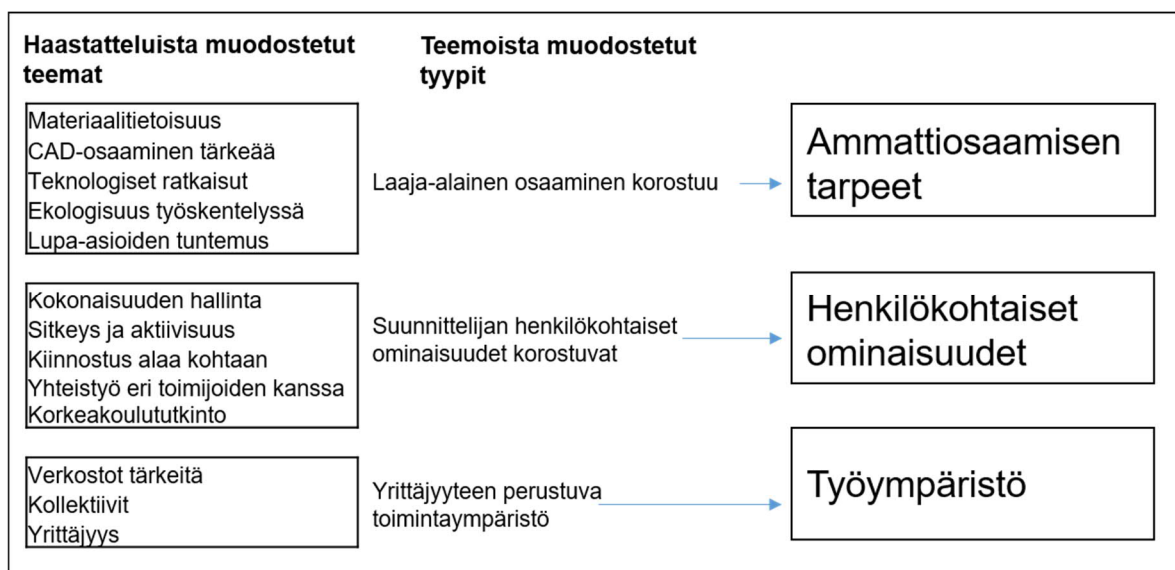 Haastatteluista muodostetut
teemat
Teemoista muodostetut
tyypit
Materiaalitietoisuus
CAD-osaaminen tärkeää
Teknologiset ratkaisut
Ekologisuus työskentelyssä
Lupa-asioiden tuntemus
Laaja-alainen osaaminen korostuu
Ammattiosaamisen
tarpeet
Kokonaisuuden hallinta
Sitkeys ja aktiivisuus
Kiinnostus alaa kohtaan
Yhteistyö eri toimijoiden kanssa
Korkeakoulututkinto
Suunnittelijan henkilökohtaiset
ominaisuudet korostuvat
Henkilökohtaiset
ominaisuudet
Verkostot tärkeitä
Kollektiivit
Yrittäjyys
Yrittäjyyteen perustuva
toimintaympäristö
Työympäristö